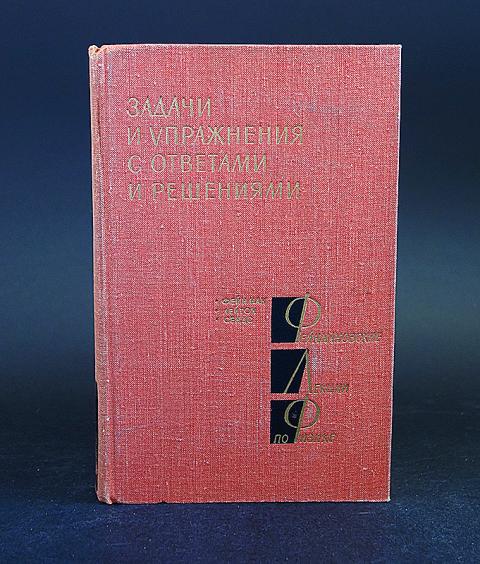 ЗАДАЧИ
И УПРАЖНЕНИЯ
С ОТВЕТАМИ
И РЕШЕНИЯМИ
ФЕЙНМАН
ЛЕЙТОН
СЭНДС
ФЕЙНМАНОВСКИЕ
ЛЕКЦИИ
ПО ФИЗИКЕ